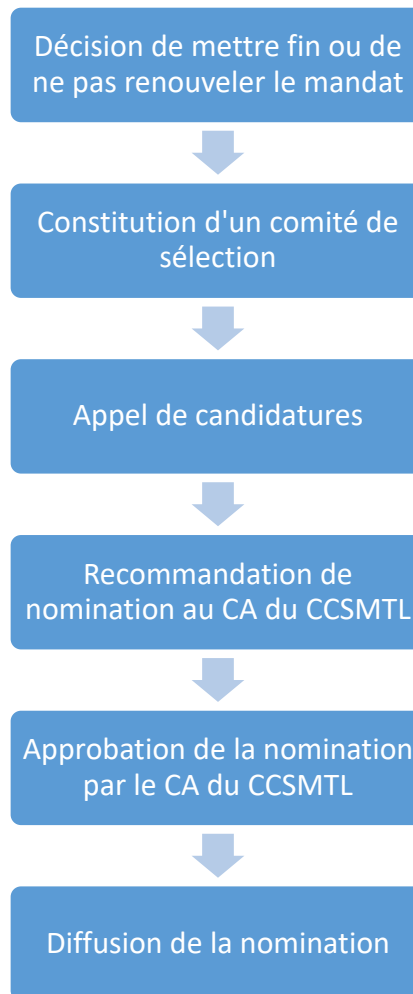 Décision de mettre fin ou de
ne pas renouveler le mandat
Constitution d'un comité de
sélection
Appel de candidatures
Recommandation de
nomination au CA du CCSMTL
Approbation de la nomination
par le CA du CCSMTL
Diffusion de la nomination